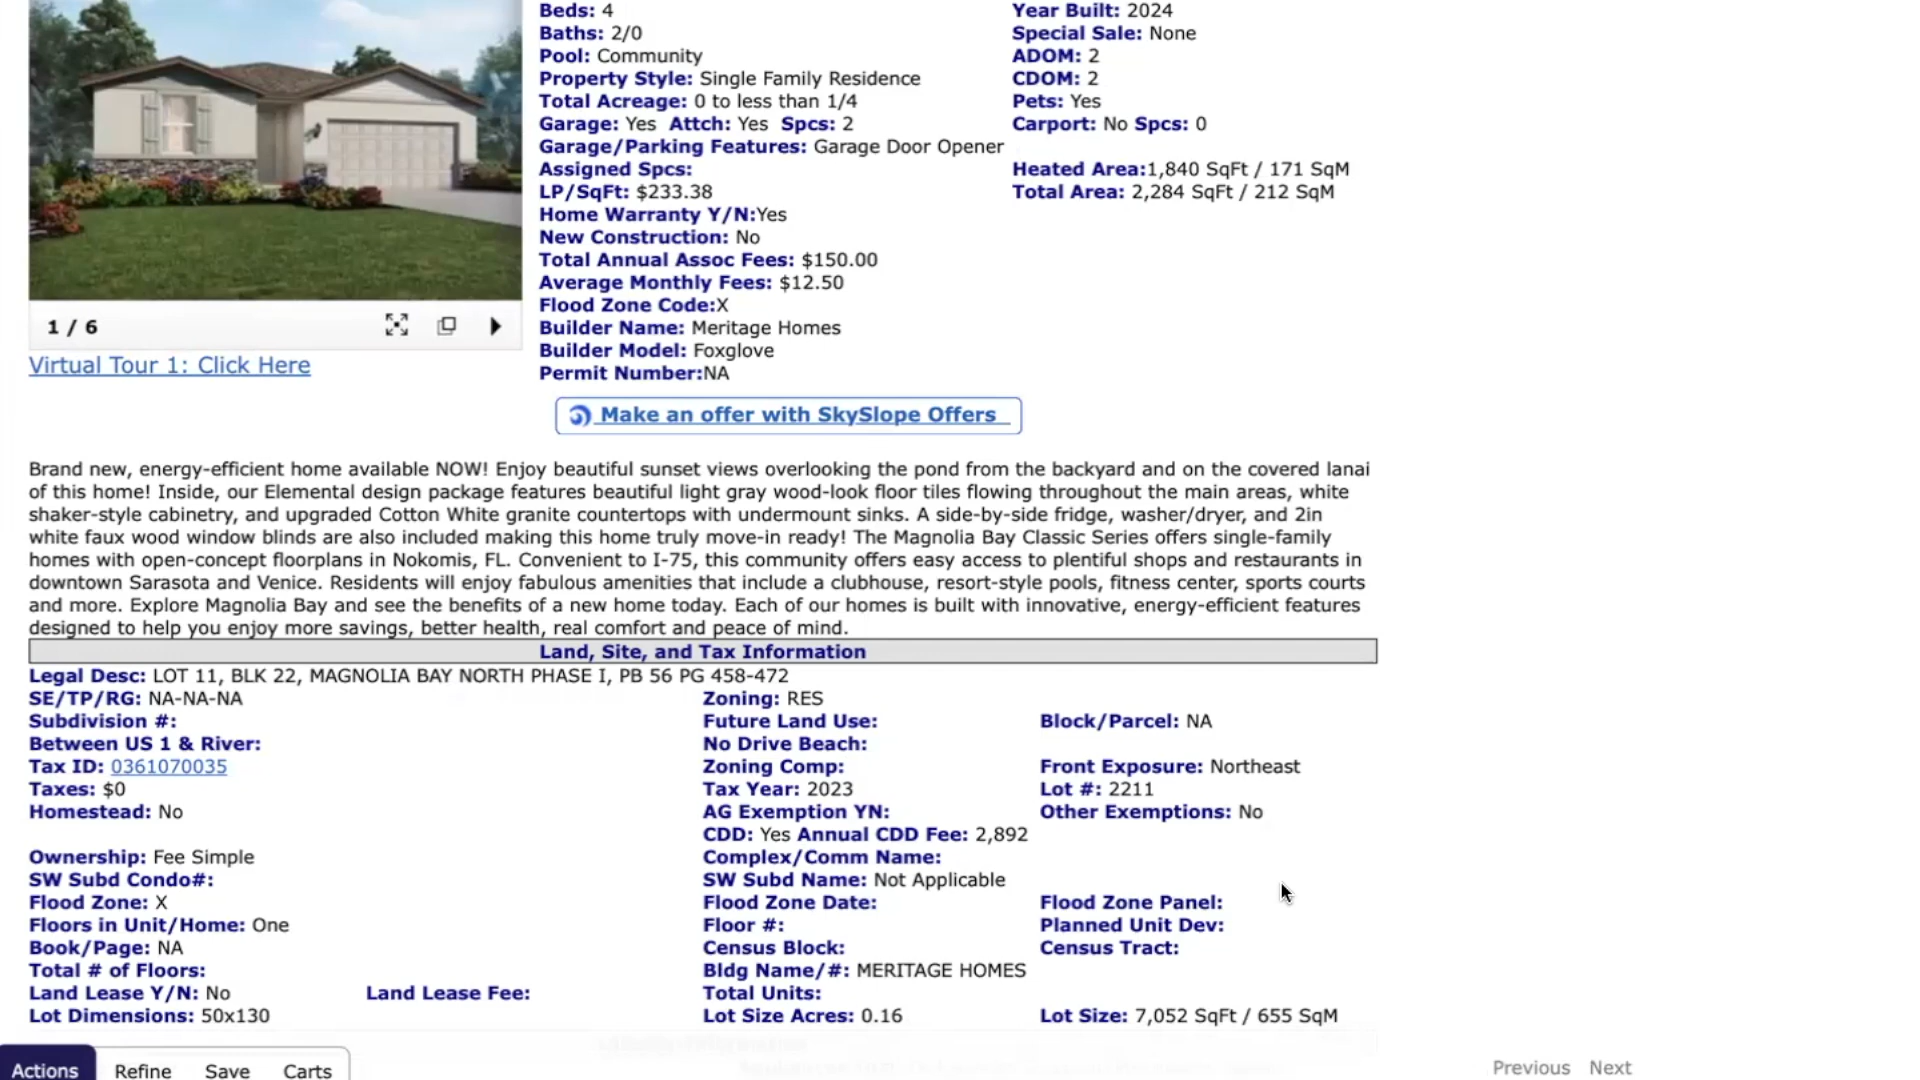 Beds: 4
Year Built: 2024
Baths: 2/0
Special Sale: None
Pool: Community
ADOM: 2
Property Style: Single Family Residence
CDOM: 2
Total Acreage: 0 to less than 1/4
Pets: Yes
Garage: Yes Attch: Yes Spcs: 2
Carport: No Spcs: 0
Garage/Parking Features: Garage Door Opener
Assigned Spcs:
Heated Area:1,840 SqFt / 171 SqM
LP/SqFt: $233.38
Total Area: 2,284 SqFt / 212 SqM
Home Warranty Y/N:Yes
New Construction: No
Total Annual Assoc Fees: $150.00
Average Monthly Fees: $12.50
Flood Zone Code:X
Builder Name: Meritage Homes
Builder Model: Foxglove
Permit Number:NA
1 / 6
Virtual Tour 1: Click Here
Make an offer with SkySlope Offers
Brand new, energy-efficient home available NOW! Enjoy beautiful sunset views overlooking the pond from the backyard and on the covered lanai
of this home! Inside, our Elemental design package features beautiful light gray wood-look floor tiles flowing throughout the main areas, white
shaker-style cabinetry, and upgraded Cotton White granite countertops with undermount sinks. A side-by-side fridge, washer/dryer, and 2in
white faux wood window blinds are also included making this home truly move-in ready! The Magnolia Bay Classic Series offers single-family
homes with open-concept floorplans in Nokomis, FL. Convenient to I-75, this community offers easy access to plentiful shops and restaurants in
downtown Sarasota and Venice. Residents will enjoy fabulous amenities that include a clubhouse, resort-style pools, fitness center, sports courts
and more. Explore Magnolia Bay and see the benefits of a new home today. Each of our homes is built with innovative, energy-efficient features
designed to help you enjoy more savings, better health, real comfort and peace of mind.
Land, Site, and Tax Information
Legal Desc: LOT 11, BLK 22, MAGNOLIA BAY NORTH PHASE I, PB 56 PG 458-472
SE/TP/RG: NA-NA-NA
Zoning: RES
Subdivision #:
Future Land Use:
Block/Parcel: NA
Between US 1 & River:
No Drive Beach:
Tax ID: 0361070035
Zoning Comp:
Front Exposure: Northeast
Taxes: $0
Tax Year: 2023
Lot #: 2211
Homestead: No
AG Exemption YN:
Other Exemptions: No
CDD: Yes Annual CDD Fee: 2,892
Ownership: Fee Simple
Complex/Comm Name:
SW Subd Condo#:
SW Subd Name: Not Applicable
Flood Zone: X
Flood Zone Date:
Flood Zone Panel:
Floors in Unit/Home: One
Floor #:
Planned Unit Dev:
Book/Page: NA
Census Block:
Census Tract:
Total # of Floors:
Bldg Name/#: MERITAGE HOMES
Land Lease Y/N: No
Land Lease Fee:
Total Units:
Lot Dimensions: 50x130
Lot Size Acres: 0.16
Lot Size: 7,052 SqFt / 655 SqM
Actions
Refine
Save
Carts
Previous
Next